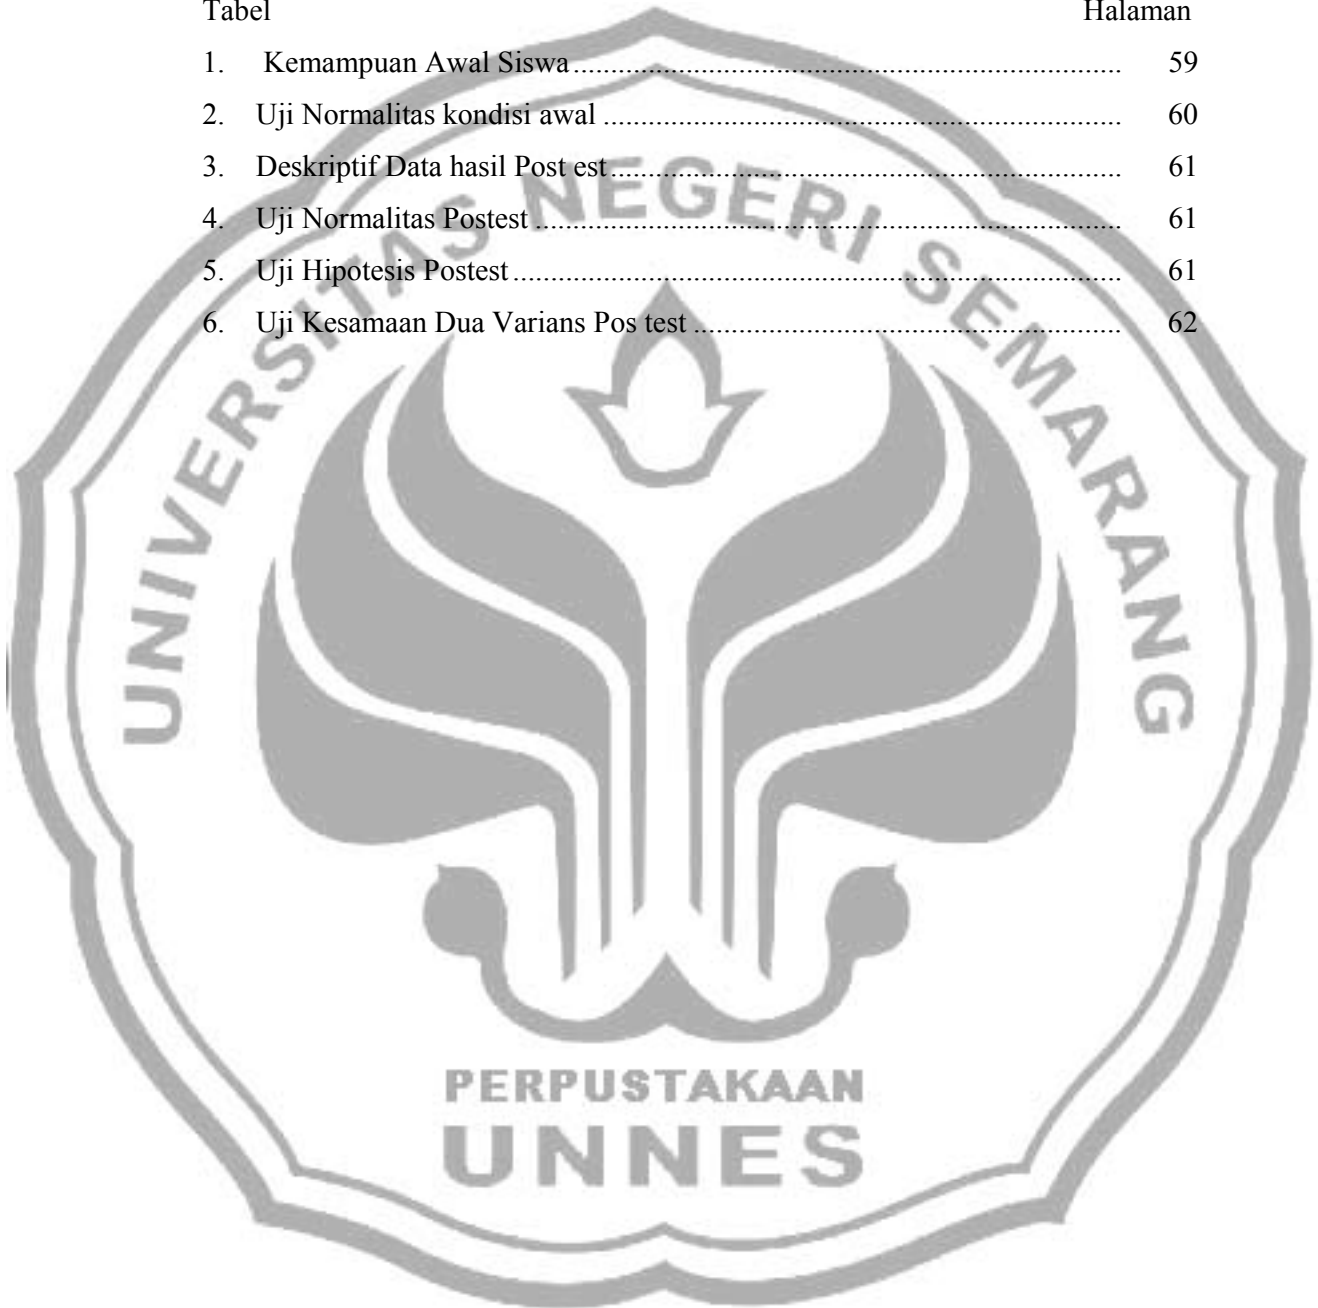 Tabel Halaman
1. Kemampuan Awal Siswa ........................................................................ 59
2. Uji Normalitas kondisi awal .................................................................... 60
3. Deskriptif Data hasil Post est ................................................................... 61
4. Uji Normalitas Postest ............................................................................. 61
5. Uji Hipotesis Postest ................................................................................ 61
6. Uji Kesamaan Dua Varians Pos test ........................................................ 62
UNIVERSITAS NEGERI SEMARANG
PERPUSTAKAAN
UNNES